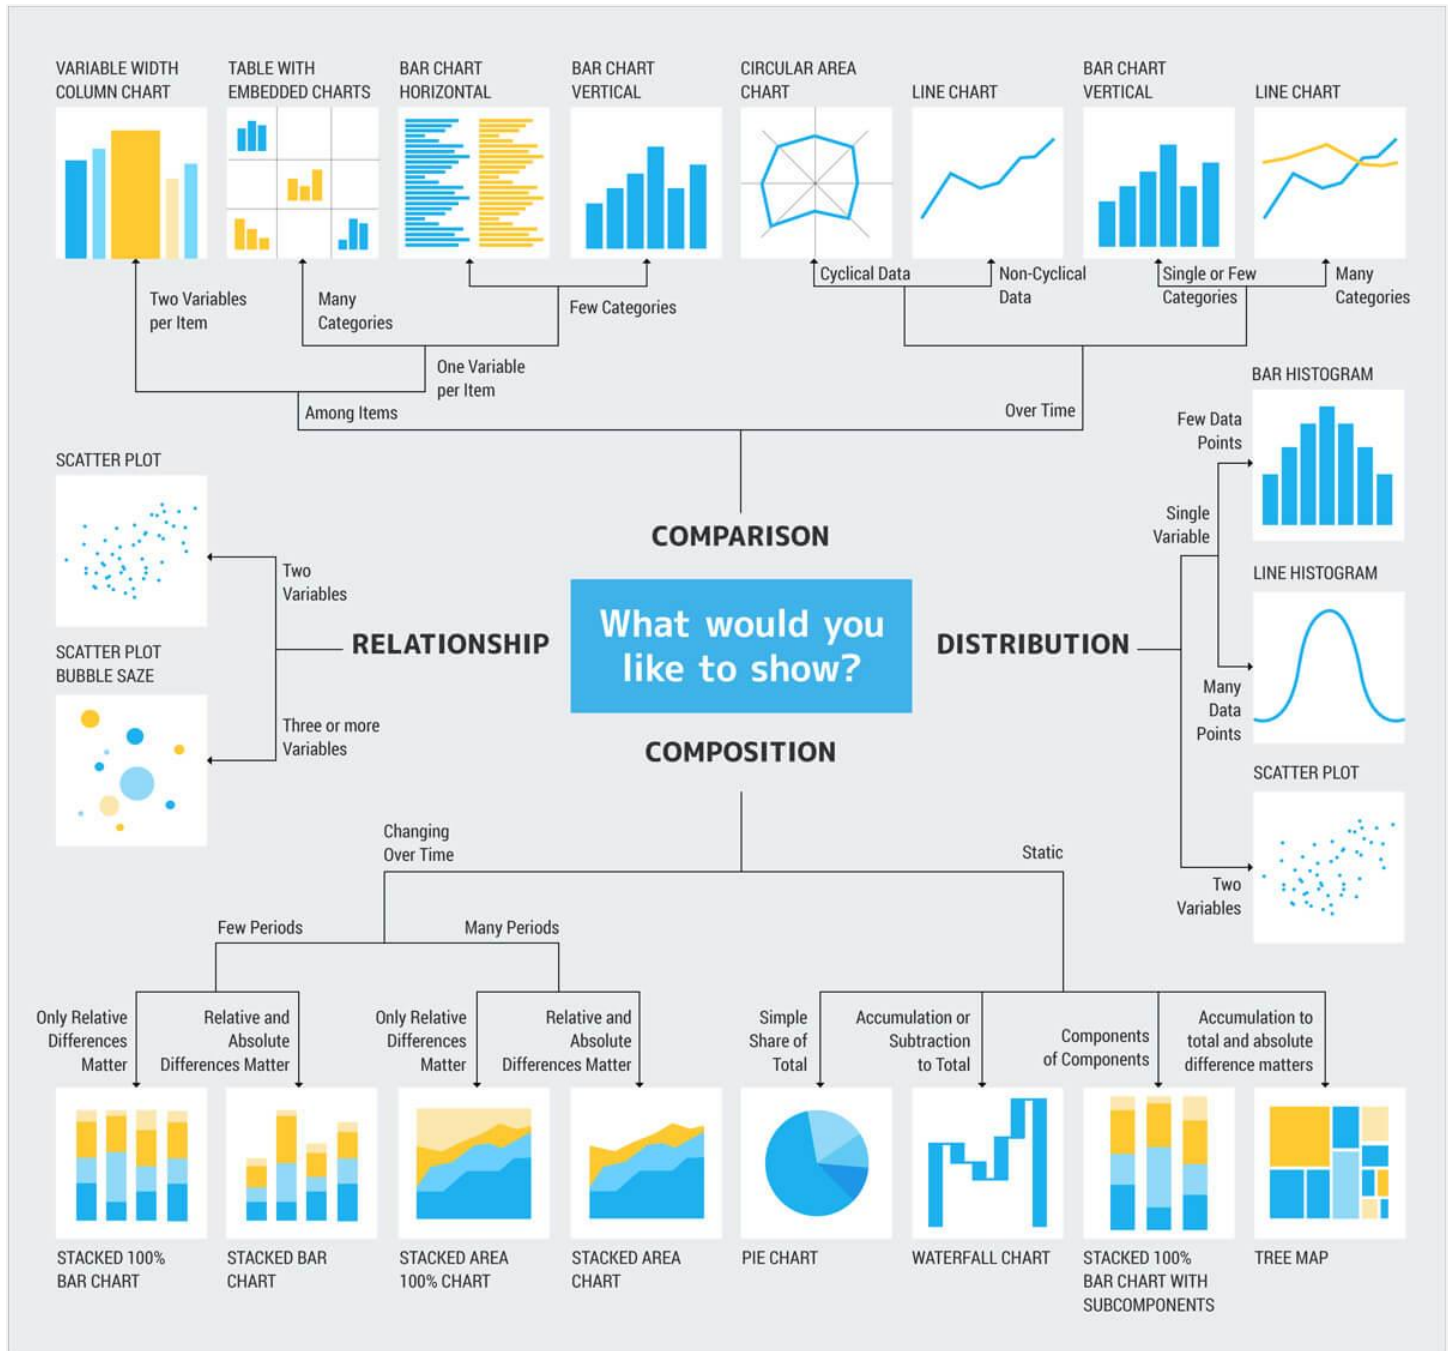 VARIABLE WIDTH
COLUMN CHART
TABLE WITH
EMBEDDED CHARTS
BAR CHART
HORIZONTAL
BAR CHART
VERTICAL
CIRCULAR AREA
CHART
LINE CHART
BAR CHART
VERTICAL
LINE CHART
Two Variables
per Item
Many
Categories
Few Categories
Cyclical Data
Non-Cyclical
Data
Single or Few
Categories
Many
Categories
One Variable
per Item
Among Items
Over Time
BAR HISTOGRAM
Few Data
Points
Single
Variable
LINE HISTOGRAM
Many
Data
Points
SCATTER PLOT
Two
Variables
SCATTER PLOT
Two
Variables
SCATTER PLOT
BUBBLE SAZE
Three or more
Variables
COMPARISON
RELATIONSHIP
What would you
like to show?
DISTRIBUTION
COMPOSITION
Changing
Over Time
Static
Few Periods
Many Periods
Only Relative
Differences
Matter
Relative and
Absolute
Differences Matter
Only Relative
Differences
Matter
Relative and
Absolute
Differences Matter
Simple
Share of
Total
Accumulation or
Subtraction
to Total
Components
of Components
Accumulation to
total and absolute
difference matters
STACKED 100%
BAR CHART
STACKED BAR
CHART
STACKED AREA
100% CHART
STACKED AREA
CHART
PIE CHART
WATERFALL CHART
STACKED 100%
BAR CHART WITH
SUBCOMPONENTS
TREE MAP